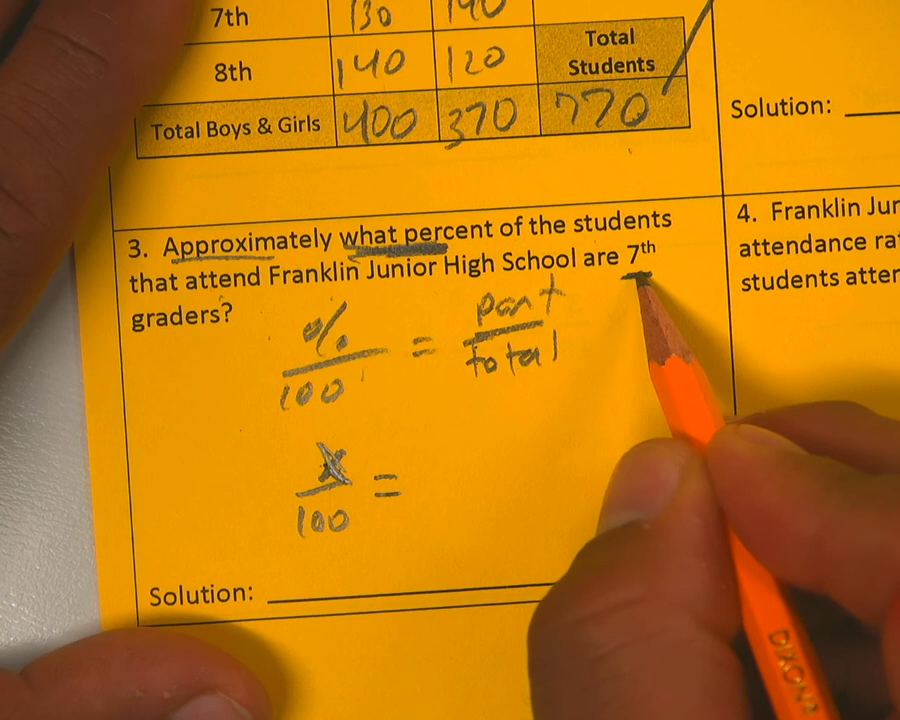 7th 130 140
8th 140 120 Total Students
Total Boys & Girls 400 370 770
Solution:
3. Approximately what percent of the students
that attend Franklin Junior High School are 7th
graders?
% / 100 = part / total
x / 100 =
Solution:
4. Franklin Jun
attendance ra
students atten
DIXON